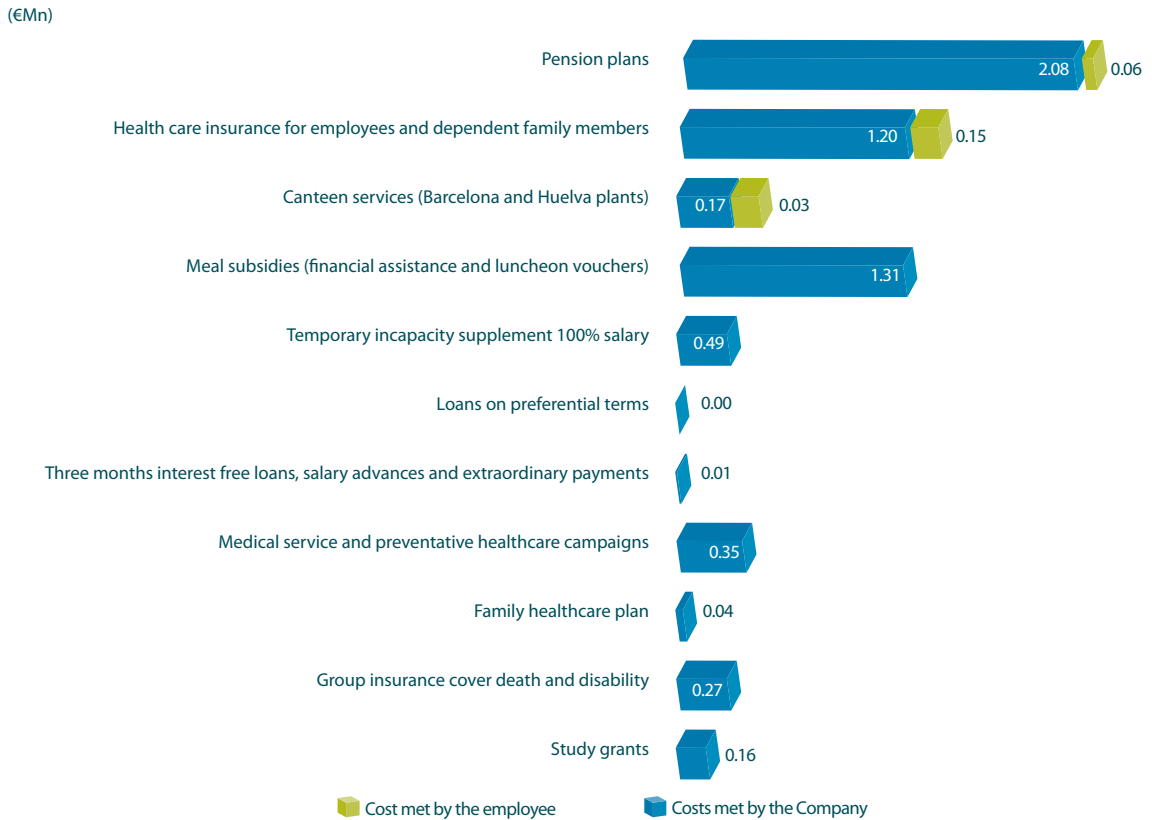 (€Mn)
Pension plans 2.08 0.06
Health care insurance for employees and dependent family members 1.20 0.15
Canteen services (Barcelona and Huelva plants) 0.17 0.03
Meal subsidies (financial assistance and luncheon vouchers) 1.31
Temporary incapacity supplement 100% salary 0.49
Loans on preferential terms 0.00
Three months interest free loans, salary advances and extraordinary payments 0.01
Medical service and preventative healthcare campaigns 0.35
Family healthcare plan 0.04
Group insurance cover death and disability 0.27
Study grants 0.16
Cost met by the employee Costs met by the Company